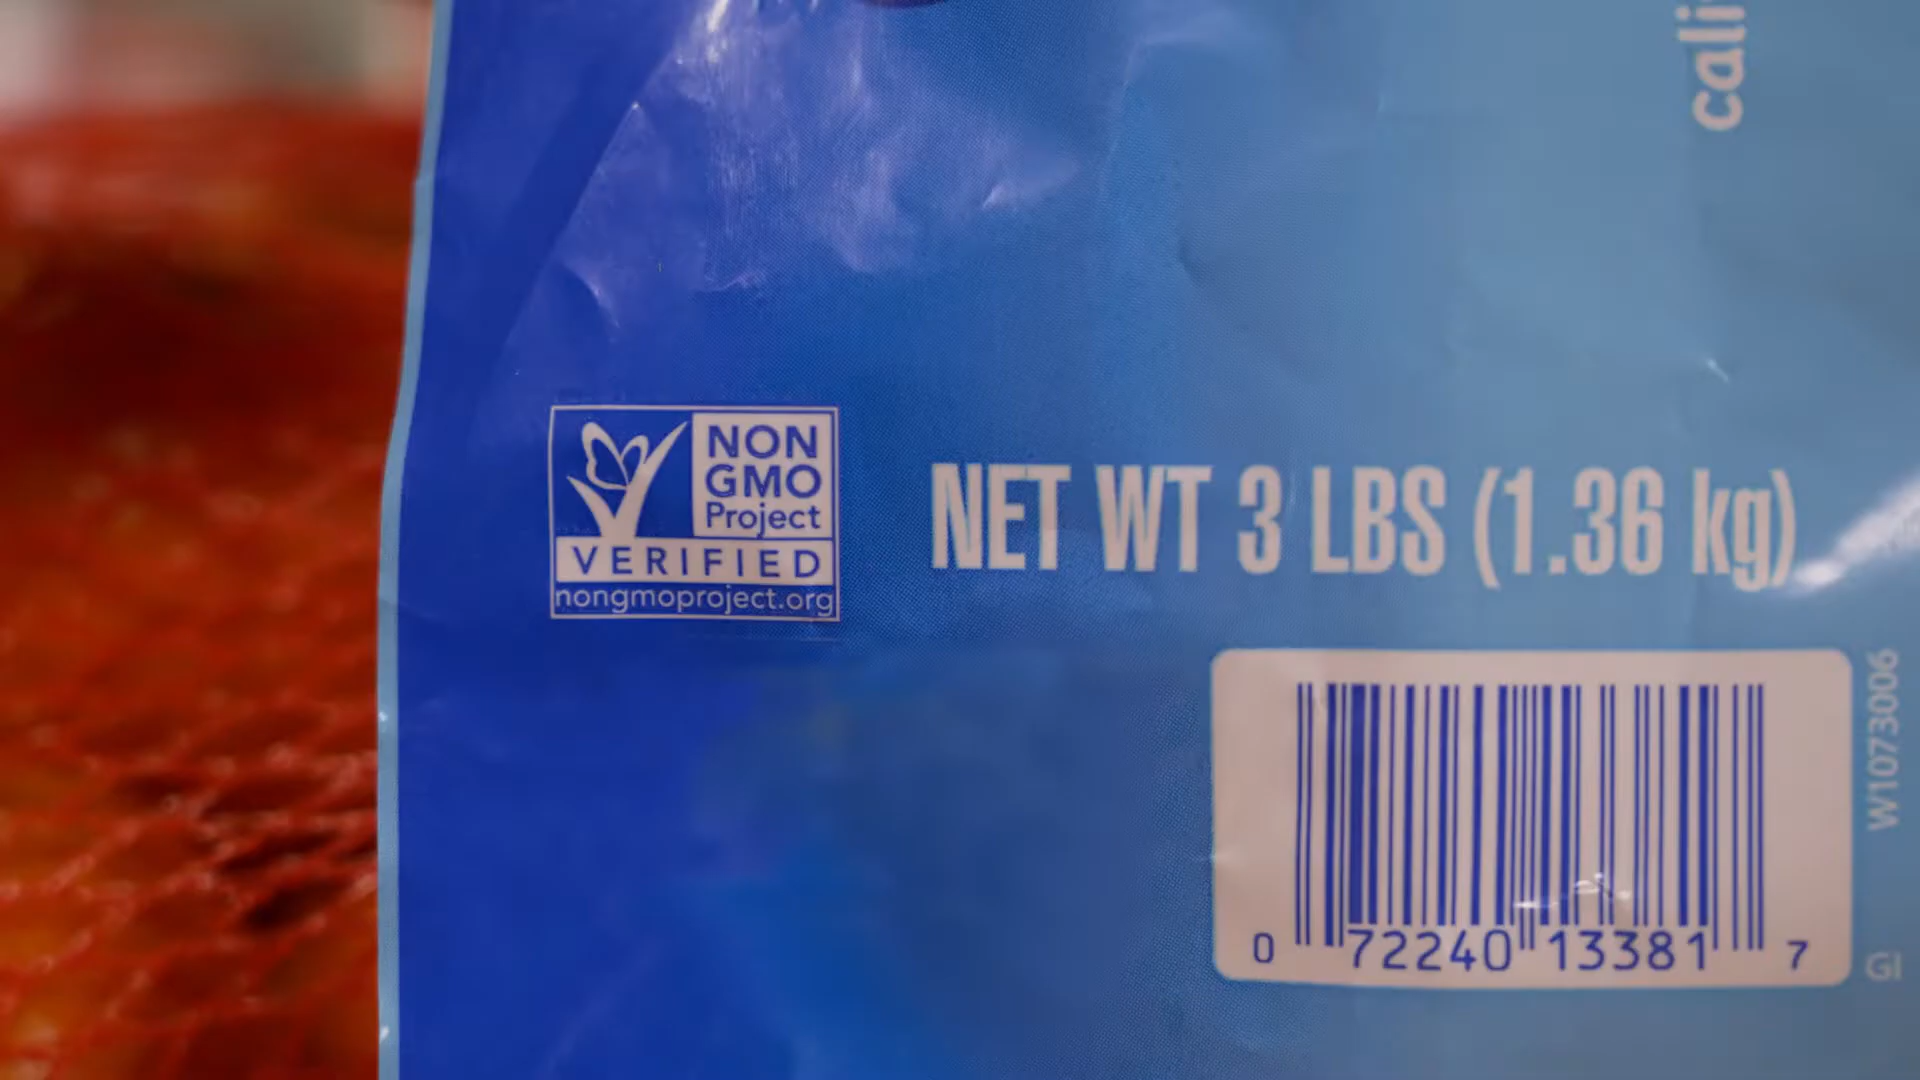 cali
NON
GMO
Project
VERIFIED
nongmoproject.org
NET WT 3 LBS (1.36 kg)
W1073006
GI
0 72240 13381 7